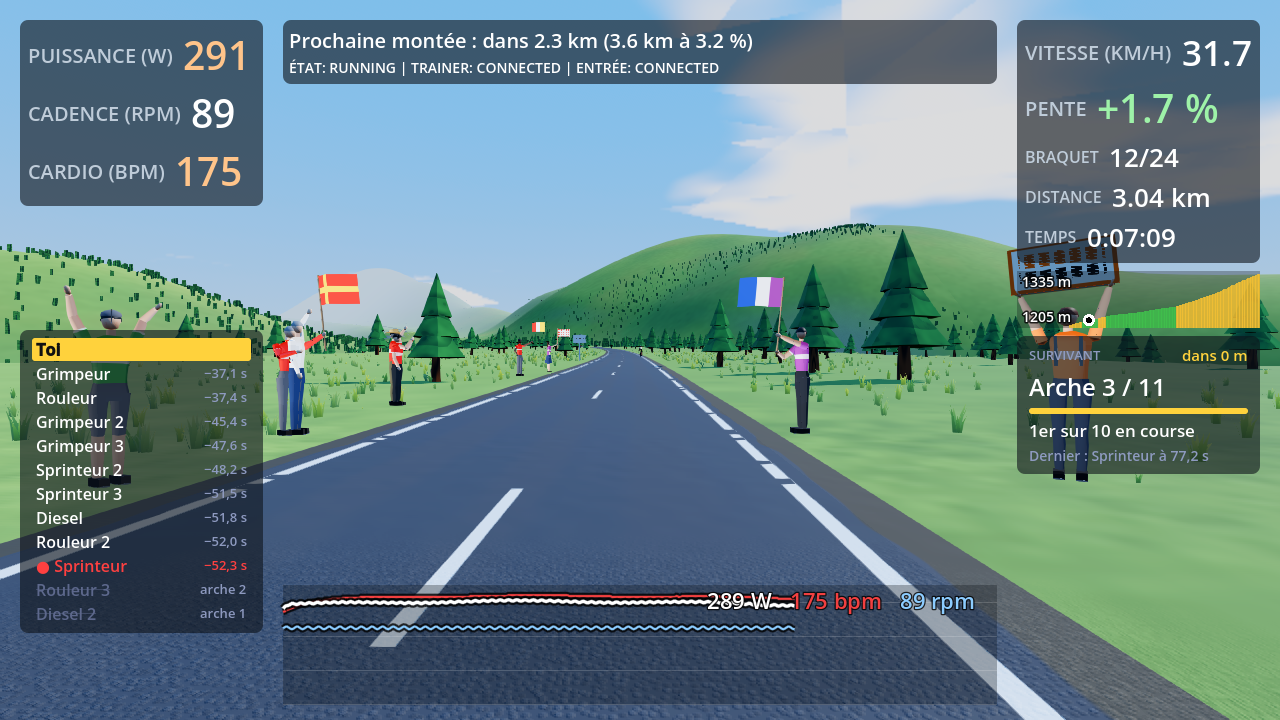 PUISSANCE (W) 291
CADENCE (RPM) 89
CARDIO (BPM) 175
Prochaine montée : dans 2.3 km (3.6 km à 3.2 %)
ÉTAT: RUNNING | TRAINER: CONNECTED | ENTRÉE: CONNECTED
VITESSE (KM/H) 31.7
PENTE +1.7 %
BRAQUET 12/24
DISTANCE 3.04 km
TEMPS 0:07:09
1335 m
1205 m
SURVIVANT dans 0 m
Arche 3 / 11
1er sur 10 en course
Dernier : Sprinteur à 77,2 s
Toi
Grimpeur −37,1 s
Rouleur −37,4 s
Grimpeur 2 −45,4 s
Grimpeur 3 −47,6 s
Sprinteur 2 −48,2 s
Sprinteur 3 −51,5 s
Diesel −51,8 s
Rouleur 2 −52,0 s
Sprinteur −52,3 s
Rouleur 3 arche 2
Diesel 2 arche 1
289 W 175 bpm 89 rpm